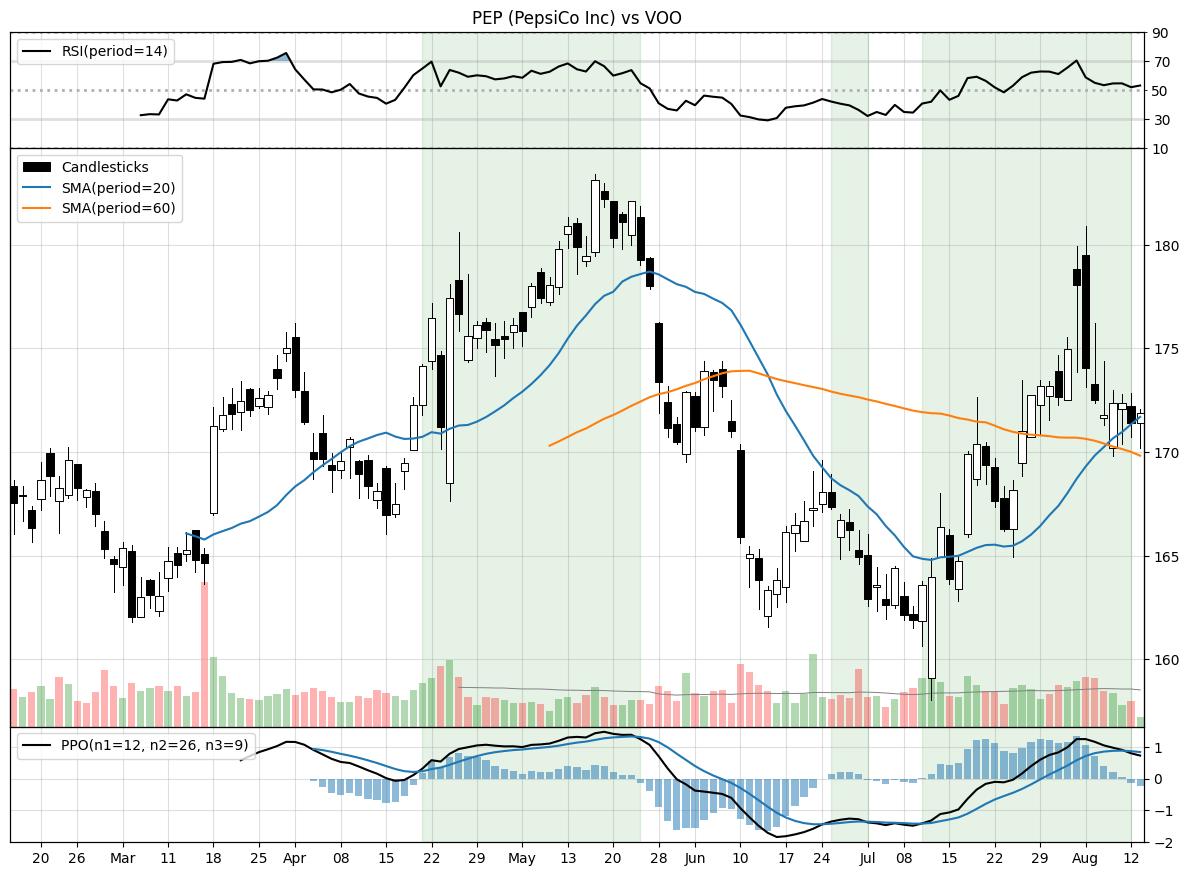 PEP (PepsiCo Inc) vs VOO
RSI(period=14)
90
70
50
30
10
Candlesticks
SMA(period=20)
SMA(period=60)
180
175
170
165
160
PPO(n1=12, n2=26, n3=9)
1
0
−1
−2
20 26 Mar 11 18 25 Apr 08 15 22 29 May 13 20 28 Jun 10 17 24 Jul 08 15 22 29 Aug 12